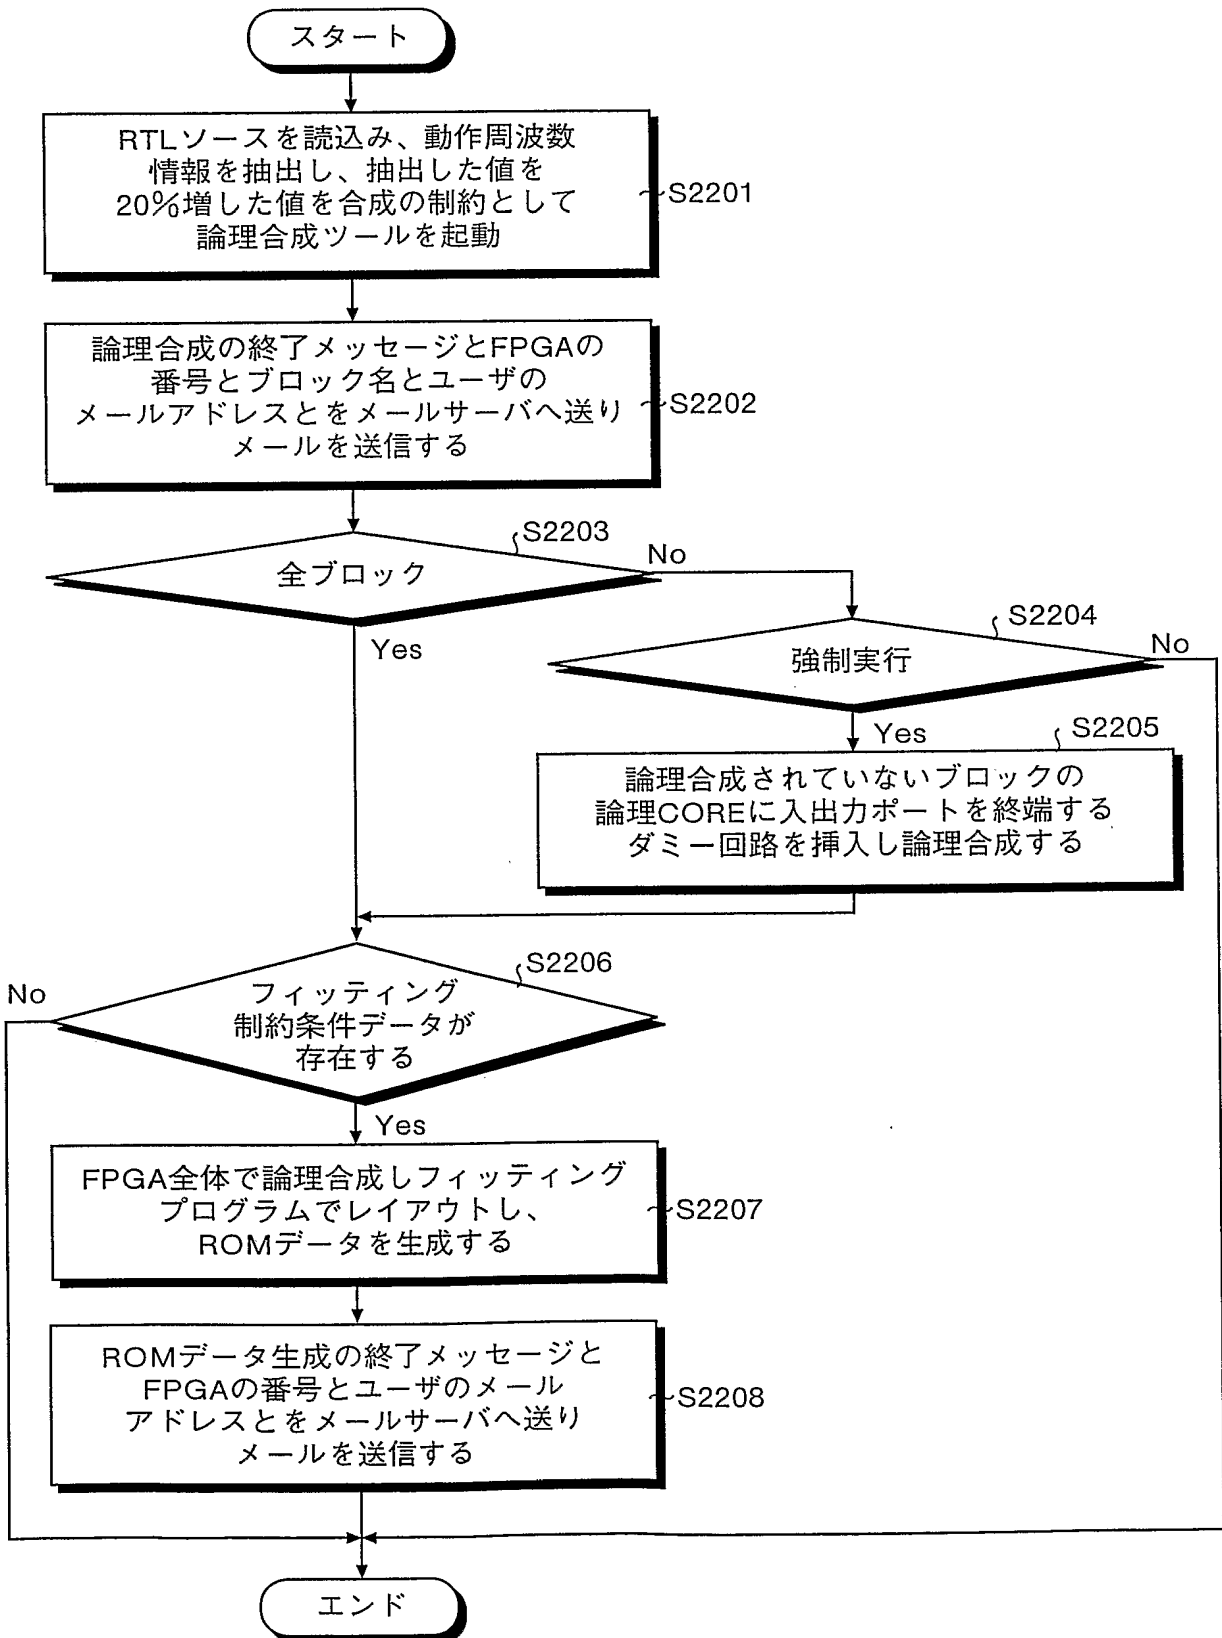 スタート
RTLソースを読込み、動作周波数
情報を抽出し、抽出した値を
20%増した値を合成の制約として
論理合成ツールを起動
S2201
論理合成の終了メッセージとFPGAの
番号とブロック名とユーザの
メールアドレスとをメールサーバへ送り
メールを送信する
S2202
S2203
全ブロック
No
Yes
S2204
強制実行
No
Yes
S2205
論理合成されていないブロックの
論理COREに入出力ポートを終端する
ダミー回路を挿入し論理合成する
S2206
No
フィッティング
制約条件データが
存在する
Yes
FPGA全体で論理合成しフィッティング
プログラムでレイアウトし、
ROMデータを生成する
S2207
ROMデータ生成の終了メッセージと
FPGAの番号とユーザのメール
アドレスとをメールサーバへ送り
メールを送信する
S2208
エンド